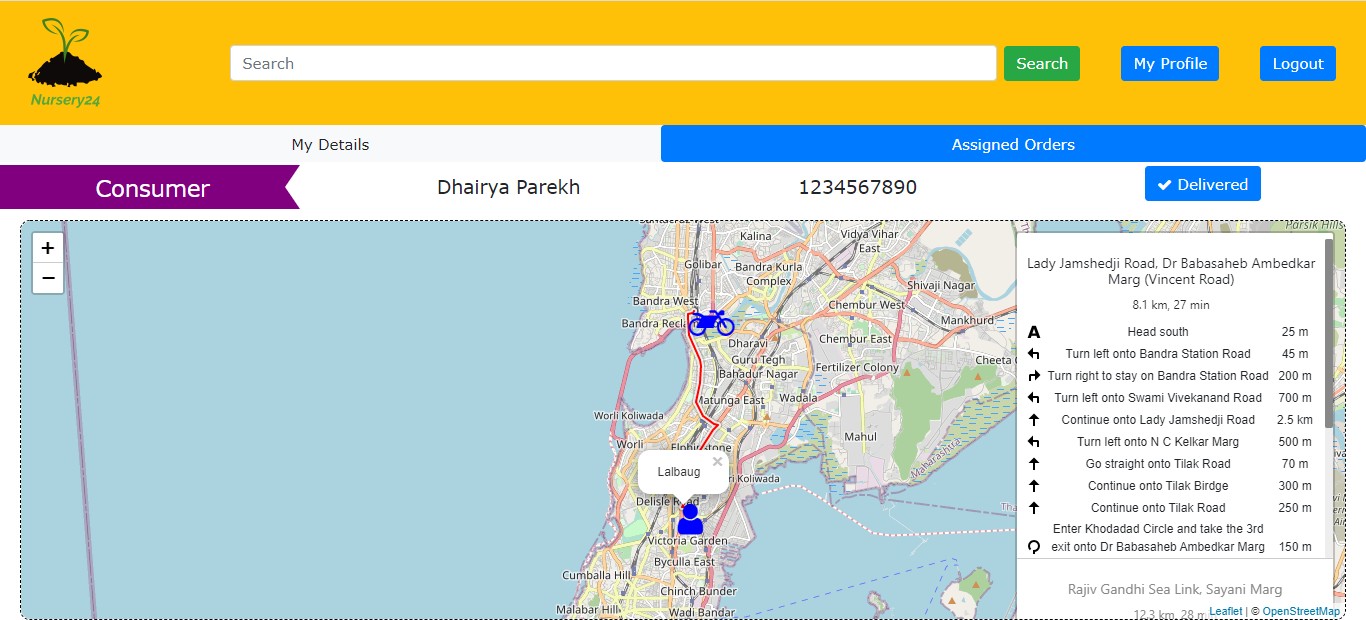 Nursery24
Search
Search
My Profile
Logout
My Details
Assigned Orders
Consumer
Dhairya Parekh
1234567890
Delivered
+
−
Kalina
Vidya Vihar
East
Parsik Hills
Golibar
Bandra Kurla
Complex
Shivaji Nagar
Bandra West
Chembur West
Mankhurd
Bandra Recla
Dharavi
Chembur East
Guru Tegh
Bahadur Nagar
Fertilizer Colony
Cheeta
Matunga East
Wadala
Worli Koliwada
Mahul
Worli
Elphinstone
Maharashtra
Lalbaug
×
ri Koliwada
Delisle Road
Tha
Victoria Garden
Byculla East
Cumballa Hill
Chinch Bunder
Malabar Hill
Wadi Bandar
Lady Jamshedji Road, Dr Babasaheb Ambedkar
Marg (Vincent Road)
8.1 km, 27 min
A Head south 25 m
Turn left onto Bandra Station Road 45 m
Turn right to stay on Bandra Station Road 200 m
Turn left onto Swami Vivekanand Road 700 m
Continue onto Lady Jamshedji Road 2.5 km
Turn left onto N C Kelkar Marg 500 m
Go straight onto Tilak Road 70 m
Continue onto Tilak Birdge 300 m
Continue onto Tilak Road 250 m
Enter Khodadad Circle and take the 3rd
exit onto Dr Babasaheb Ambedkar Marg 150 m
Rajiv Gandhi Sea Link, Sayani Marg
12.3 km, 28 m
Leaflet | © OpenStreetMap